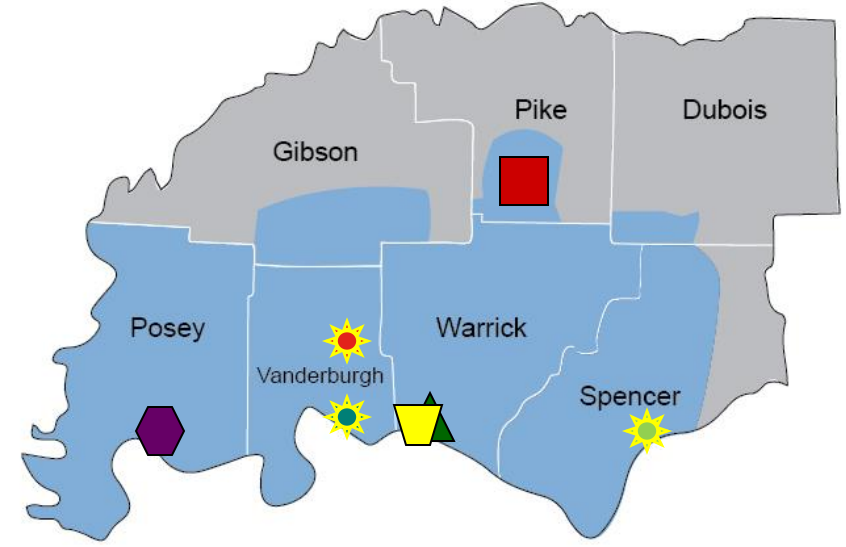 Pike
Dubois
Gibson
Posey
Warrick
Vanderburgh
Spencer